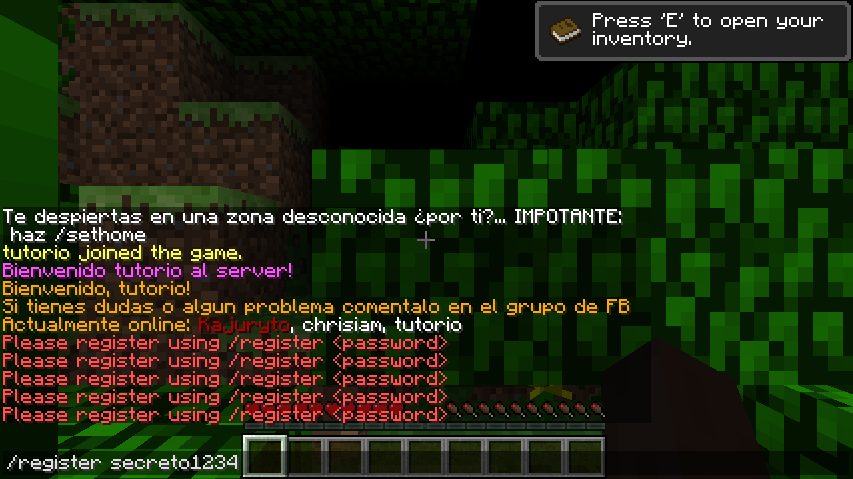 Press 'E' to open your
inventory.
Te despiertas en una zona desconocida ¿por ti?... IMPOTANTE:
haz /sethome
tutorio joined the game.
Bienvenido tutorio al server!
Bienvenido, tutorio!
Si tienes dudas o algun problema comentalo en el grupo de FB
Actualmente online: Kajuryto, chrisiam, tutorio
Please register using /register <password>
Please register using /register <password>
Please register using /register <password>
Please register using /register <password>
Please register using /register <password>
/register secreto1234